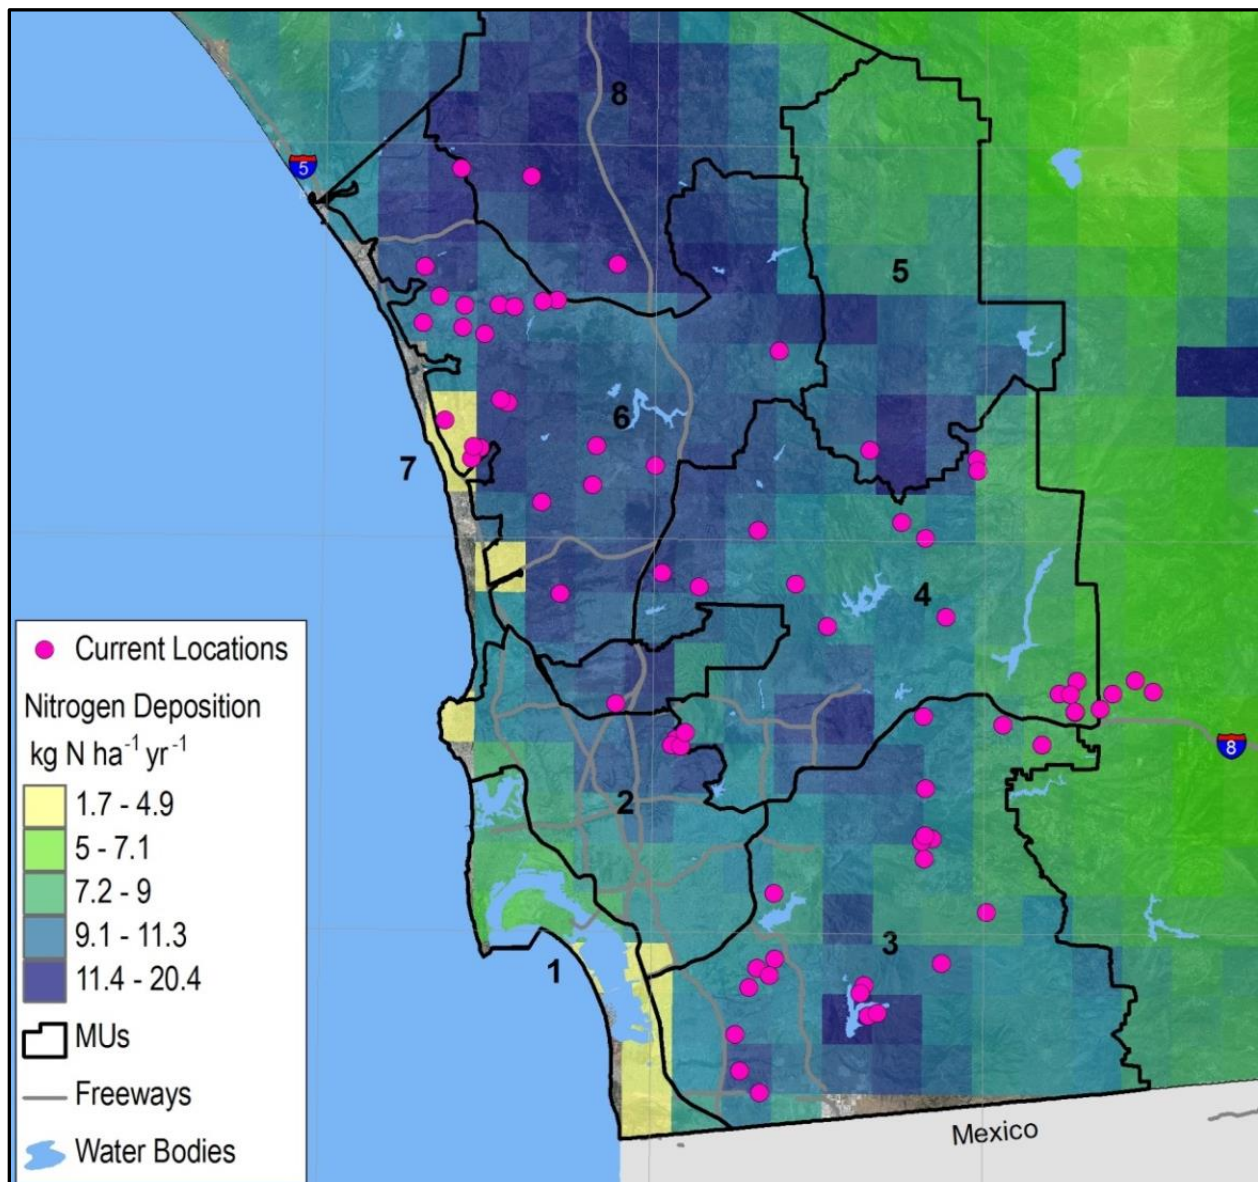 8
5
5
6
7
4
2
8
3
1
Mexico
Current Locations
Nitrogen Deposition
kg N ha⁻¹ yr⁻¹
1.7 - 4.9
5 - 7.1
7.2 - 9
9.1 - 11.3
11.4 - 20.4
MUs
Freeways
Water Bodies